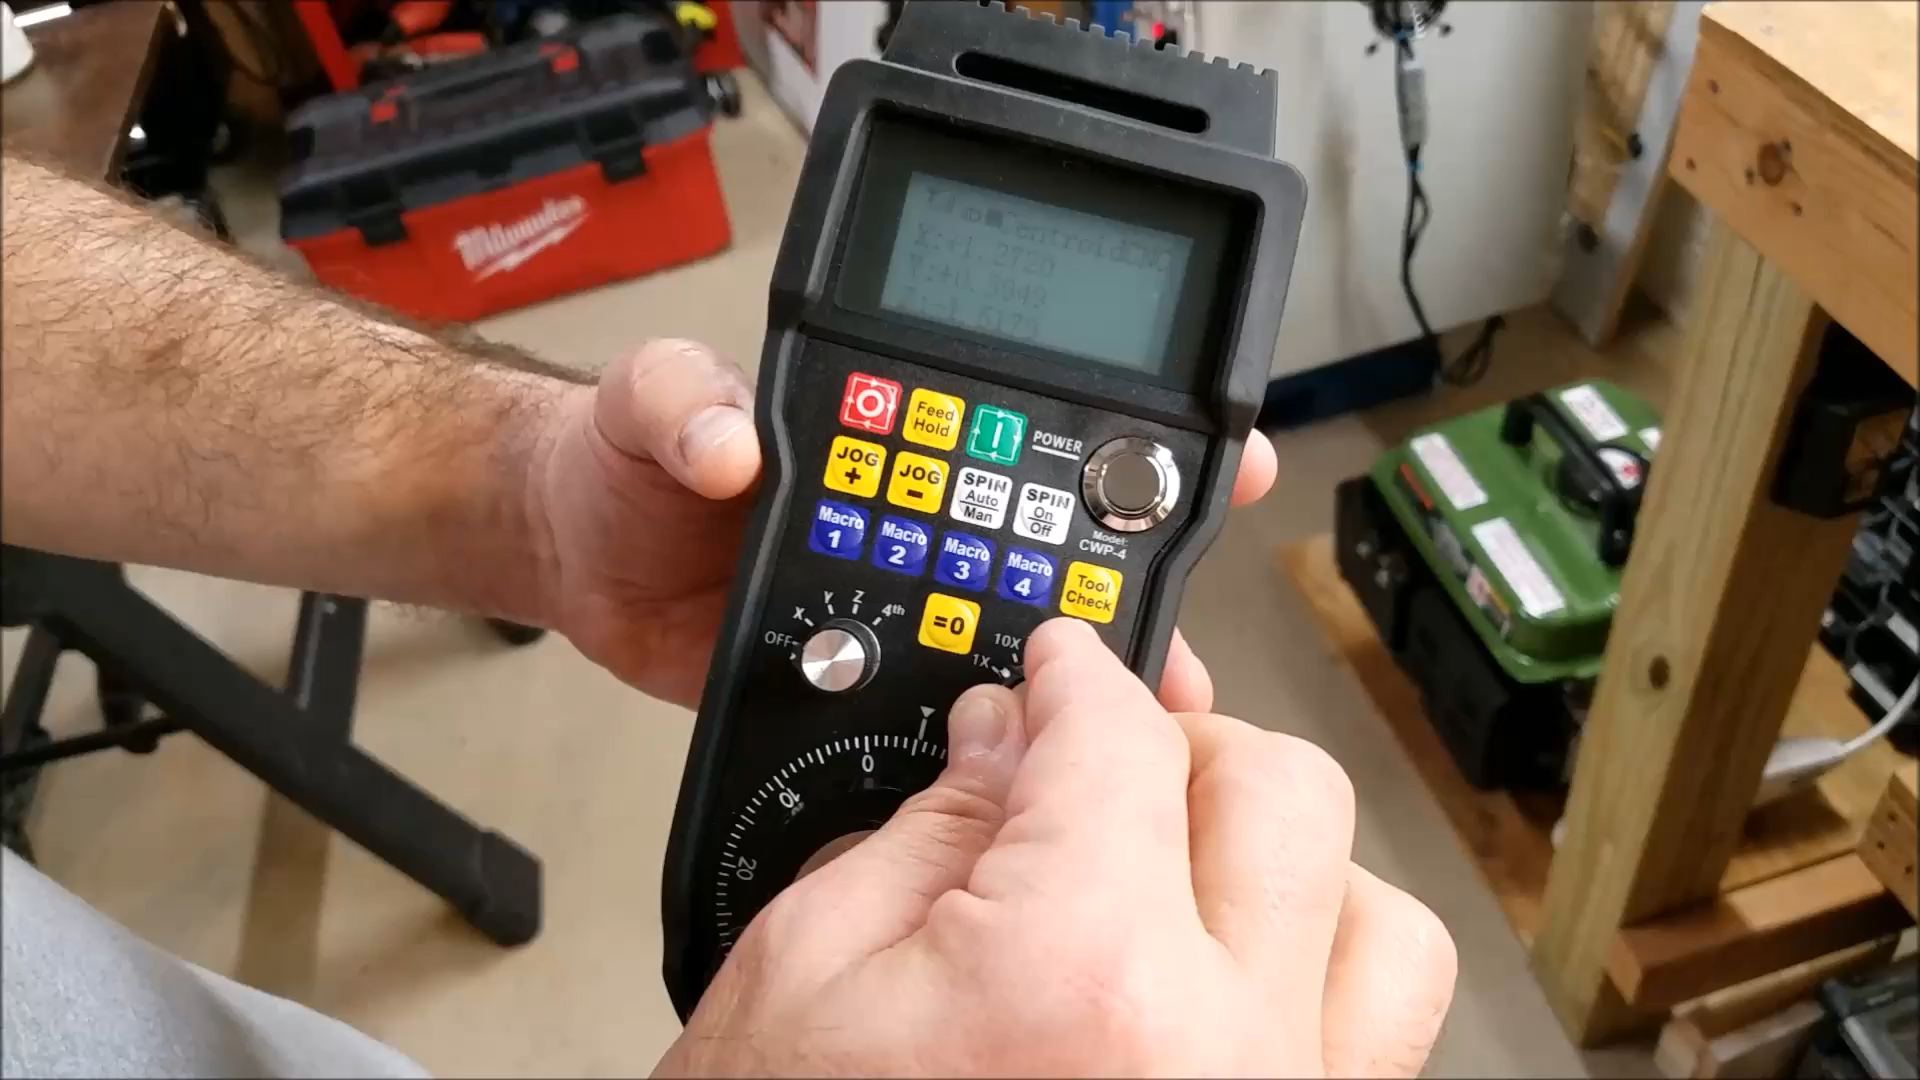 Milwaukee
CentroidCNC
X:+1.2720
Y:+0.3949
Feed
Hold
POWER
JOG
+
JOG
-
SPIN
Auto
Man
SPIN
On
Off
Model:
CWP-4
Macro
1
Macro
2
Macro
3
Macro
4
Tool
Check
OFF
X
Y
Z
4th
=0
1X
10X
0
10
20